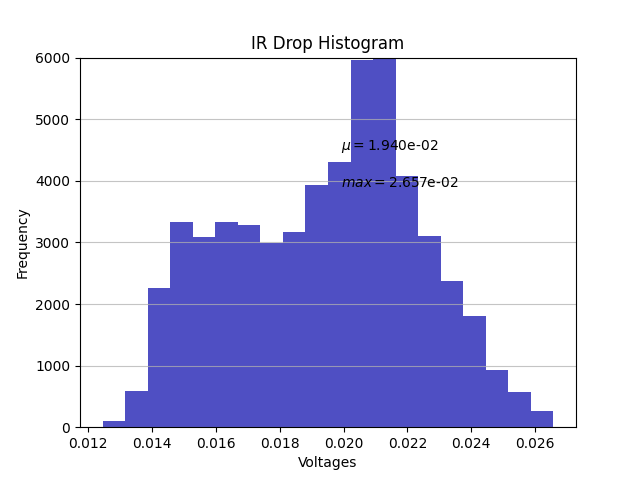 IR Drop Histogram
6000
5000
4000
3000
2000
1000
0
Frequency
μ = 1.940e-02
max = 2.657e-02
0.012 0.014 0.016 0.018 0.020 0.022 0.024 0.026
Voltages